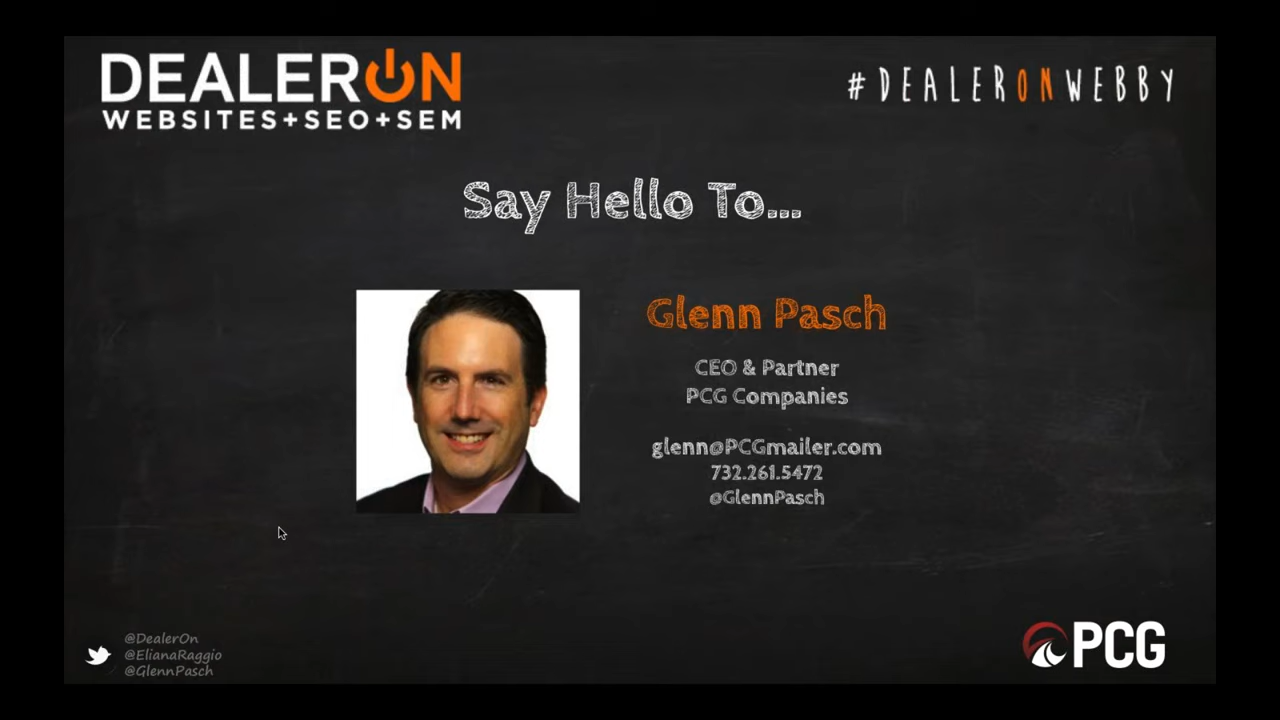 DEALERON
WEBSITES+SEO+SEM
#DEALERONWEBBY
Say Hello To...
Glenn Pasch
CEO & Partner
PCG Companies
glenn@PCGmailer.com
732.261.5472
@GlennPasch
@DealerOn
@ElianaRaggio
@GlennPasch
PCG